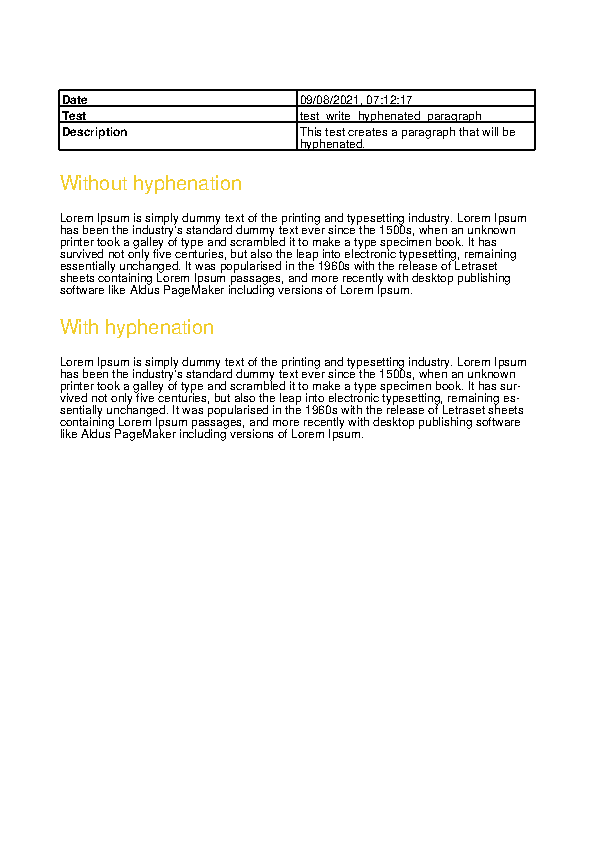 Date 09/08/2021, 07:12:17
Test test_write_hyphenated_paragraph
Description This test creates a paragraph that will be
hyphenated.
Without hyphenation
Lorem Ipsum is simply dummy text of the printing and typesetting industry. Lorem Ipsum
has been the industry's standard dummy text ever since the 1500s, when an unknown
printer took a galley of type and scrambled it to make a type specimen book. It has
survived not only five centuries, but also the leap into electronic typesetting, remaining
essentially unchanged. It was popularised in the 1960s with the release of Letraset
sheets containing Lorem Ipsum passages, and more recently with desktop publishing
software like Aldus PageMaker including versions of Lorem Ipsum.
With hyphenation
Lorem Ipsum is simply dummy text of the printing and typesetting industry. Lorem Ipsum
has been the industry's standard dummy text ever since the 1500s, when an unknown
printer took a galley of type and scrambled it to make a type specimen book. It has sur-
vived not only five centuries, but also the leap into electronic typesetting, remaining es-
sentially unchanged. It was popularised in the 1960s with the release of Letraset sheets
containing Lorem Ipsum passages, and more recently with desktop publishing software
like Aldus PageMaker including versions of Lorem Ipsum.